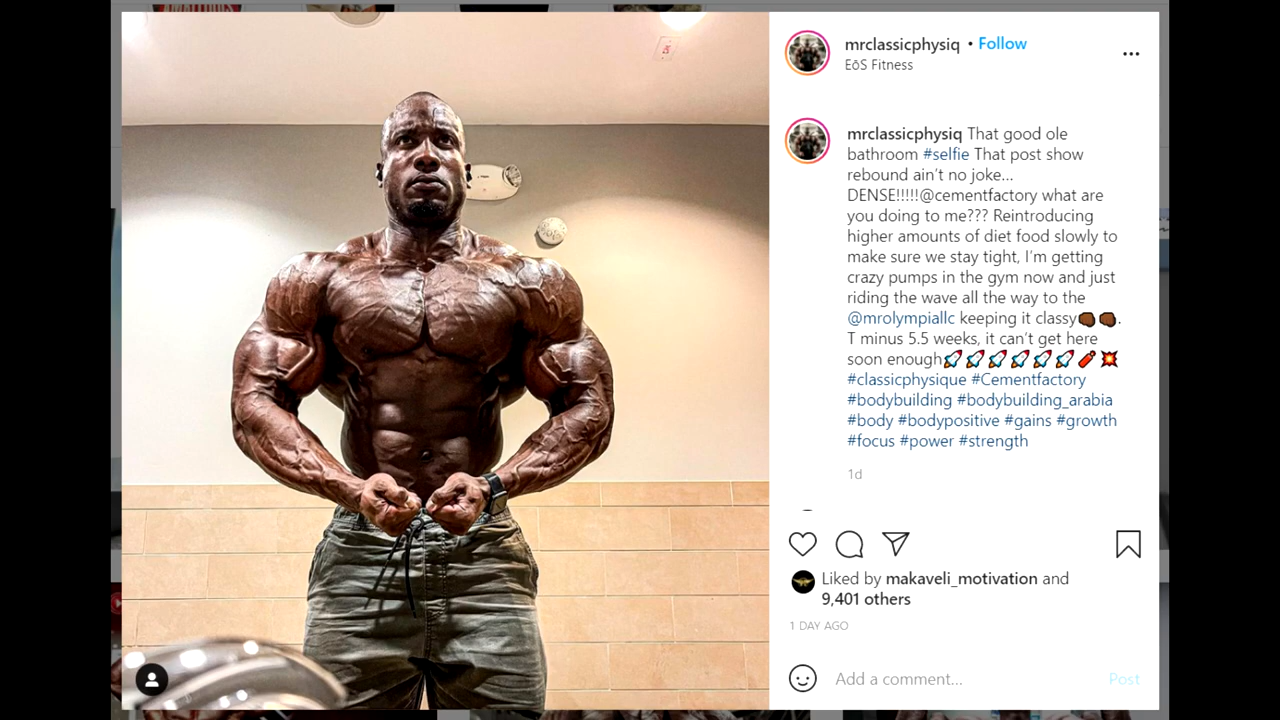 mrclassicphysiq • Follow
EōS Fitness
mrclassicphysiq That good ole
bathroom #selfie That post show
rebound ain't no joke...
DENSE!!!!!@cementfactory what are
you doing to me??? Reintroducing
higher amounts of diet food slowly to
make sure we stay tight, I'm getting
crazy pumps in the gym now and just
riding the wave all the way to the
@mrolympiallc keeping it classy👊🏾👊🏾.
T minus 5.5 weeks, it can't get here
soon enough🚀🚀🚀🚀🚀🚀🧨💥
#classicphysique #Cementfactory
#bodybuilding #bodybuilding_arabia
#body #bodypositive #gains #growth
#focus #power #strength
1d
Liked by makaveli_motivation and
9,401 others
1 DAY AGO
Add a comment... Post